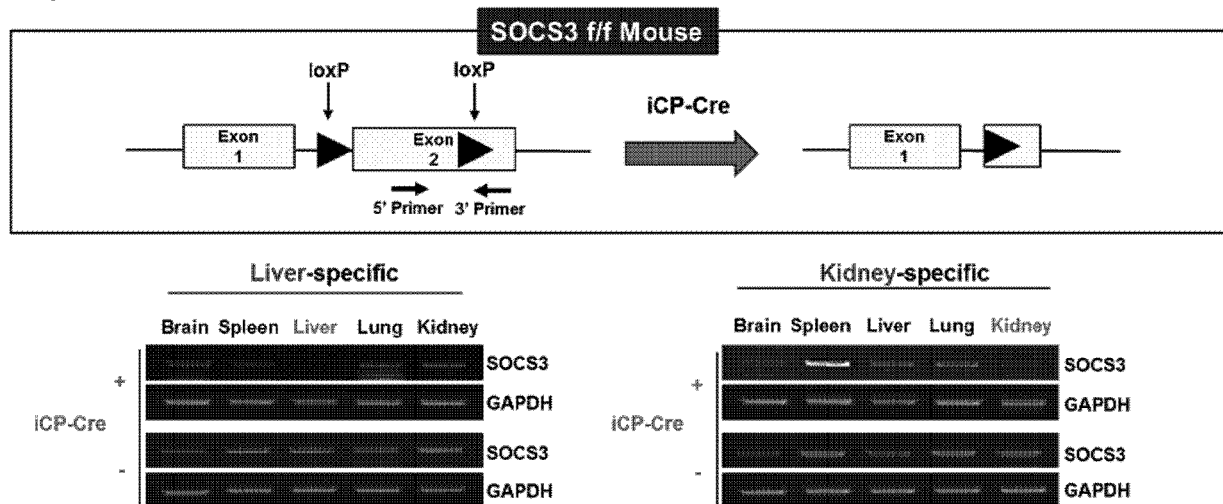 SOCS3 f/f Mouse
loxP loxP
iCP-Cre
Exon Exon Exon
1 2 1
5' Primer 3' Primer
Liver-specific
Brain Spleen Liver Lung Kidney
SOCS3
+
GAPDH
iCP-Cre
SOCS3
-
GAPDH
Kidney-specific
Brain Spleen Liver Lung Kidney
SOCS3
+
GAPDH
iCP-Cre
SOCS3
-
GAPDH